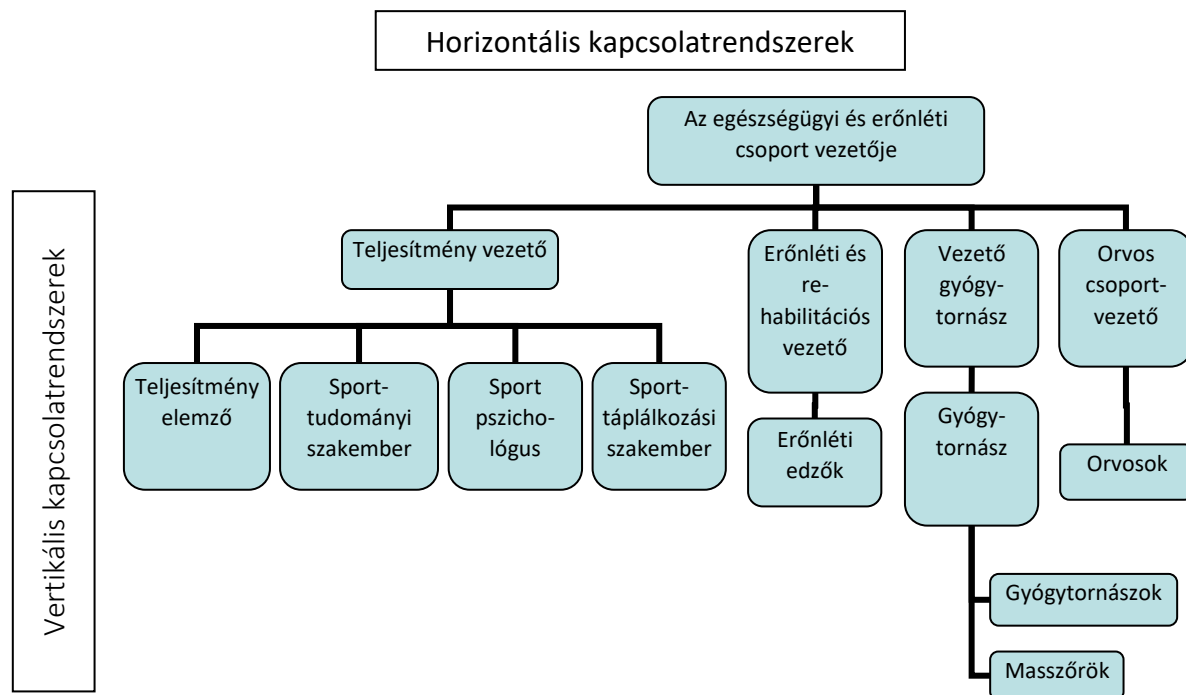 Horizontális kapcsolatrendszerek
Vertikális kapcsolatrendszerek
Az egészségügyi és erőnléti
csoport vezetője
Teljesítmény vezető
Erőnléti és
re-
habilitációs
vezető
Vezető
gyógy-
tornász
Orvos
csoport-
vezető
Teljesítmény
elemző
Sport-
tudományi
szakember
Sport
pszicho-
lógus
Sport-
táplálkozási
szakember
Erőnléti
edzők
Gyógy-
tornász
Orvosok
Gyógytornászok
Masszőrök